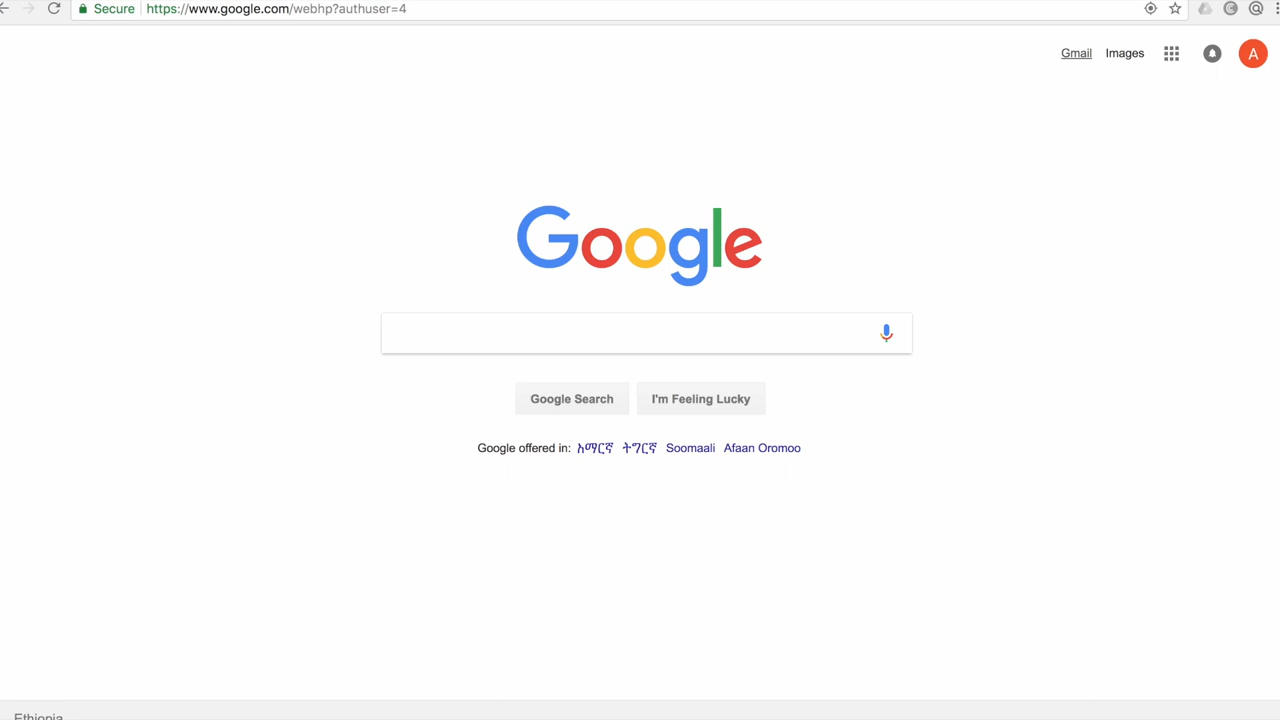 Secure https://www.google.com/webhp?authuser=4
Gmail Images A
Google
Google Search I'm Feeling Lucky
Google offered in: አማርኛ ትግርኛ Soomaali Afaan Oromoo
Ethiopia